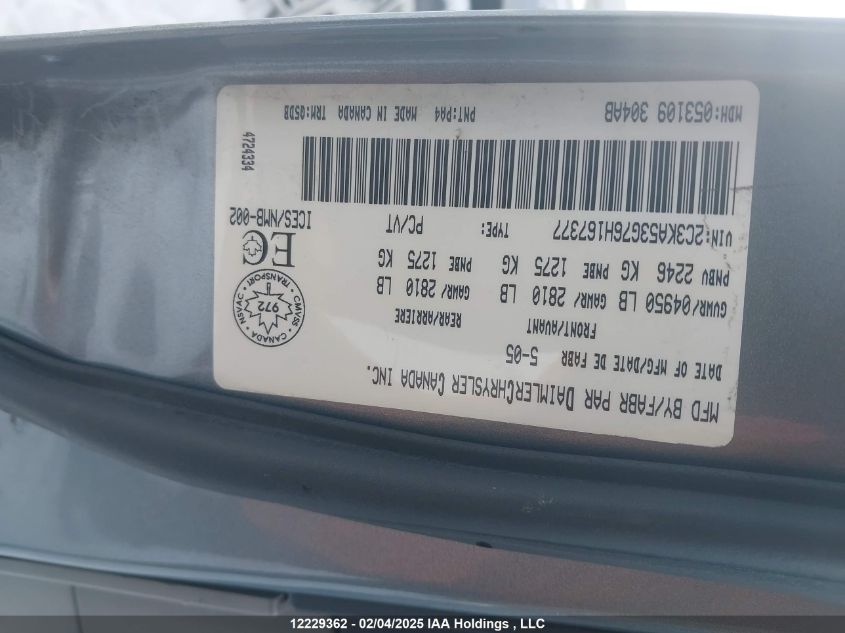 MFD BY/FABR PAR DAIMLERCHRYSLER CANADA INC.
DATE OF MFG/DATE DE FABR 5-05
FRONT/AVANT REAR/ARRIERE
GVWR/04950 LB GAWR/ 2810 LB GAWR/ 2810 LB
PNBV 2246 KG PNBE 1275 KG PNBE 1275 KG
VIN:2C3KA53G76H167377 TYPE: PC/VT
ICES/NMB-002
EC
CMVSS TRANSPORT NSVAC CANADA
972
4724334
MDH:053109 304AB PNT:PA4 MADE IN CANADA TRM:Q5DB
12229362 - 02/04/2025 IAA Holdings, LLC